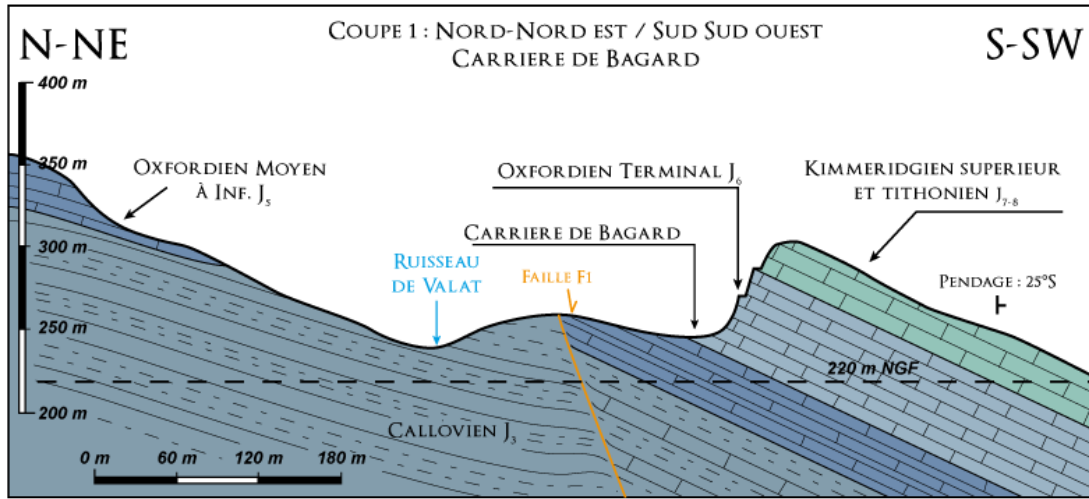 N-NE
COUPE 1 : NORD-NORD EST / SUD SUD OUEST
CARRIERE DE BAGARD
S-SW
400 m
350 m
300 m
250 m
200 m
OXFORDIEN MOYEN
À INF. J5
OXFORDIEN TERMINAL J6
KIMMERIDGIEN SUPERIEUR
ET TITHONIEN J7-8
CARRIERE DE BAGARD
RUISSEAU
DE VALAT
FAILLE F1
PENDAGE : 25°S
220 m NGF
CALLOVIEN J3
0 m 60 m 120 m 180 m